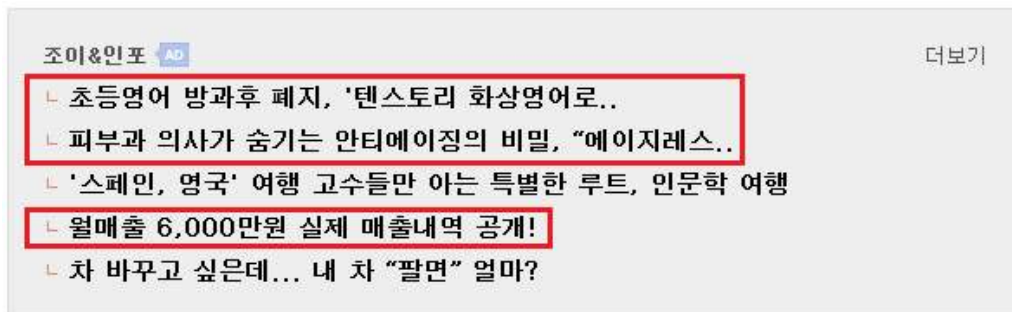 조이&인포 AD 더보기
ㄴ 초등영어 방과후 폐지, '텐스토리 화상영어로..
ㄴ 피부과 의사가 숨기는 안티에이징의 비밀, “에이지레스..
ㄴ '스페인, 영국' 여행 고수들만 아는 특별한 루트, 인문학 여행
ㄴ 월매출 6,000만원 실제 매출내역 공개!
ㄴ 차 바꾸고 싶은데... 내 차 “팔면” 얼마?